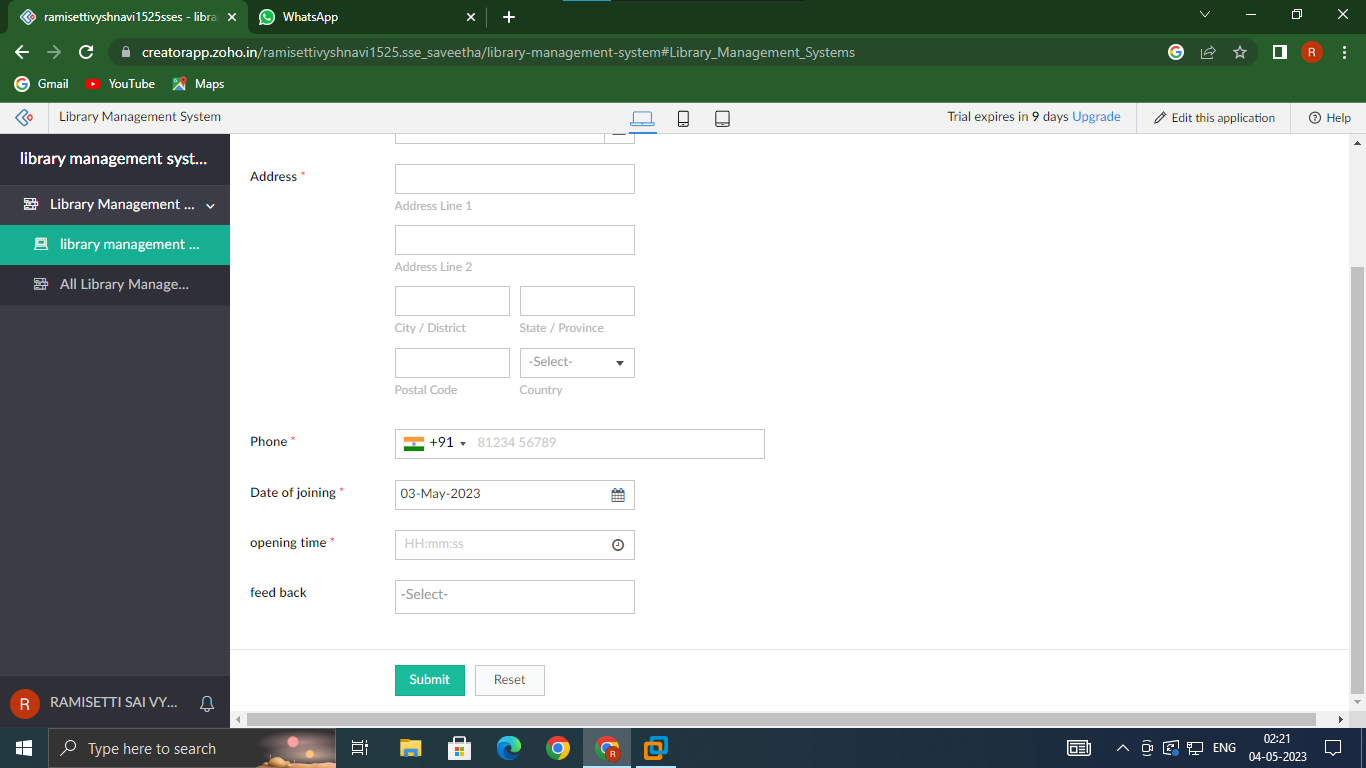 ramisettivyshnavi1525sses - libra
WhatsApp
creatorapp.zoho.in/ramisettivyshnavi1525.sse_saveetha/library-management-system#Library_Management_Systems
R
Gmail
YouTube
Maps
Library Management System
Trial expires in 9 days Upgrade
Edit this application
Help
library management syst...
Library Management ...
library management ...
All Library Manage...
Address *
Address Line 1
Address Line 2
City / District
State / Province
-Select-
Postal Code
Country
Phone *
+91
81234 56789
Date of joining *
03-May-2023
opening time *
HH:mm:ss
feed back
-Select-
Submit
Reset
R
RAMISETTI SAI VY...
Type here to search
R
ENG
02:21
04-05-2023